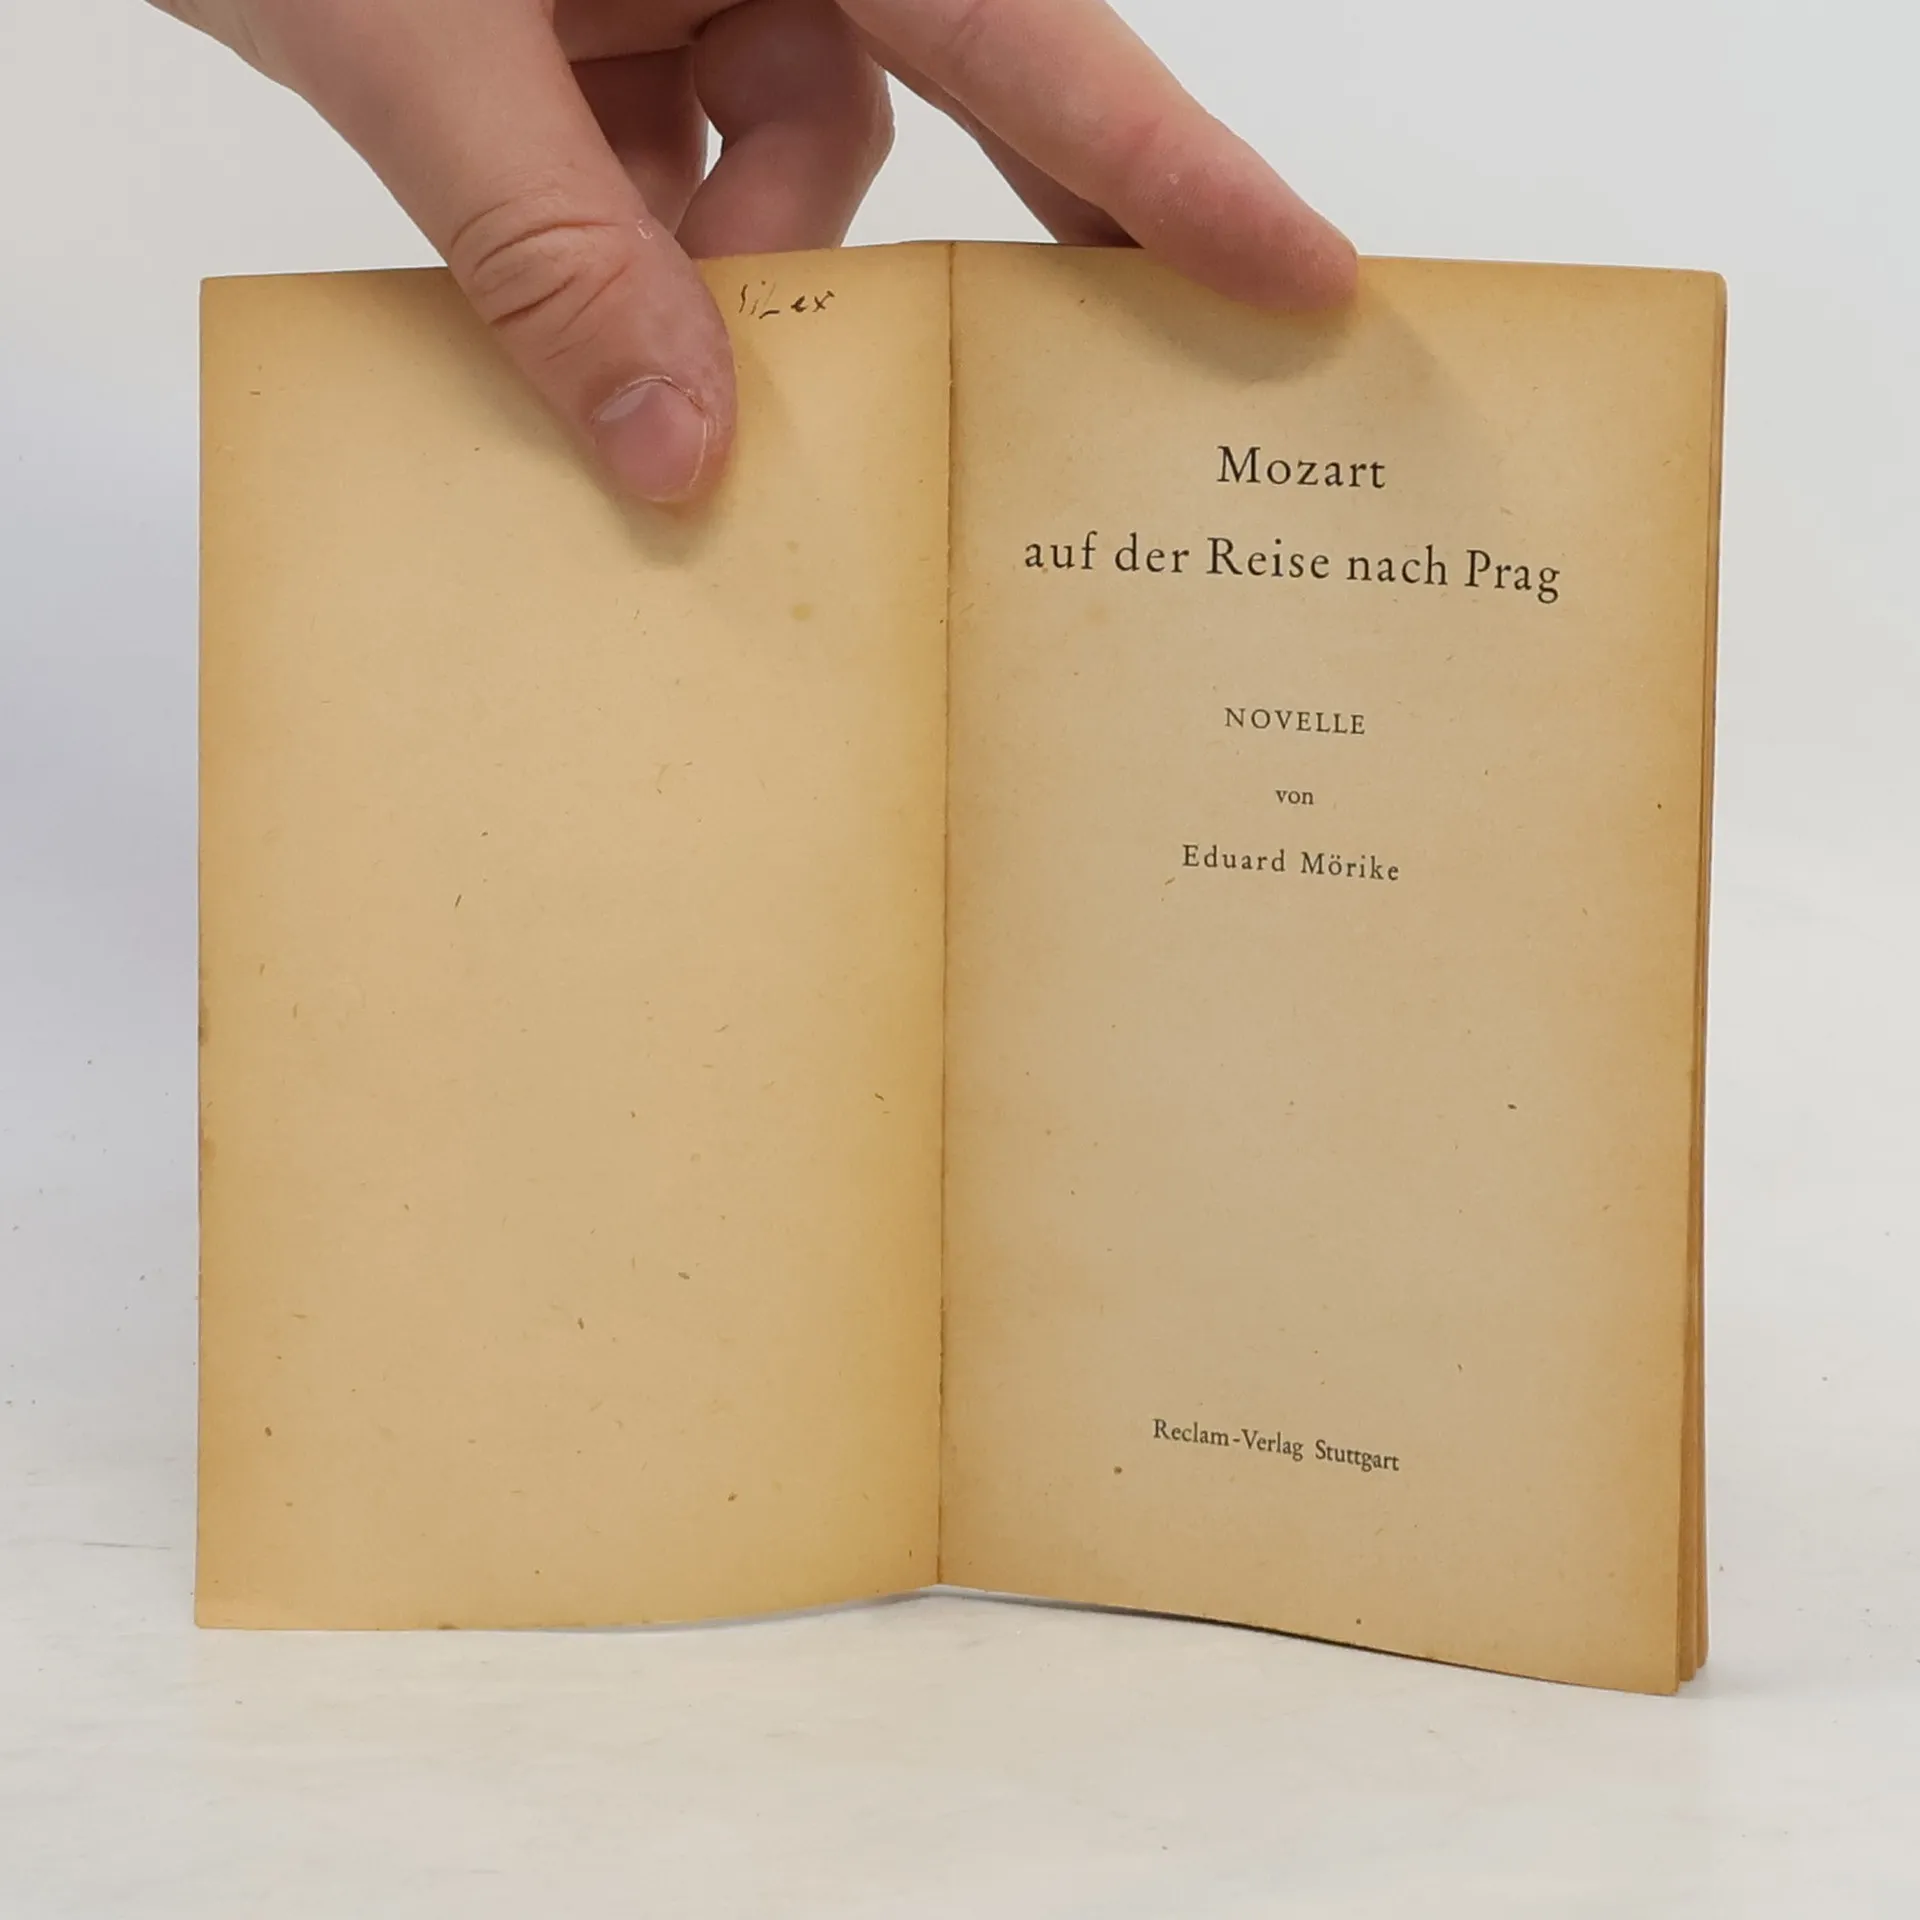 Mozart
auf der Reise nach Prag
NOVELLE
von
Eduard Mörike
Reclam-Verlag Stuttgart